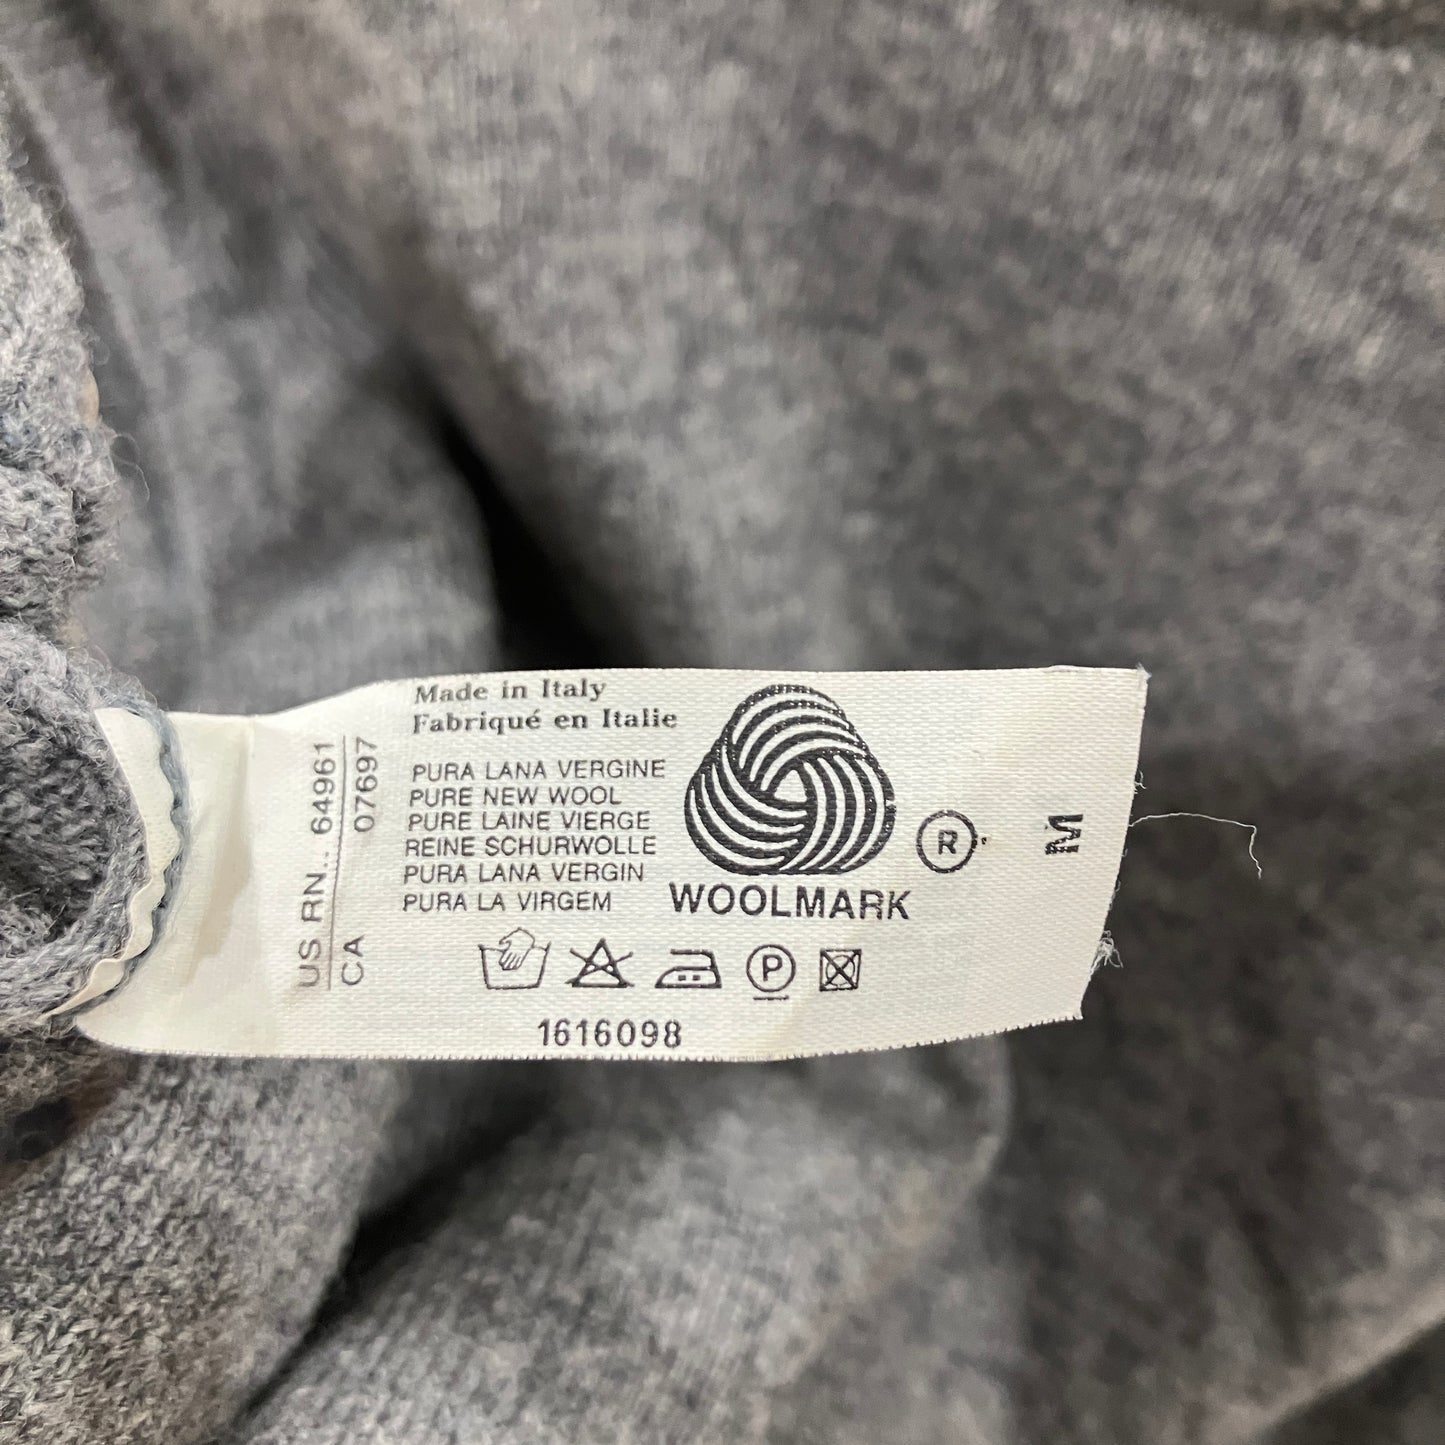 Made in Italy
Fabriqué en Italie
US RN.. 64961
CA 07697
PURA LANA VERGINE
PURE NEW WOOL
PURE LAINE VIERGE
REINE SCHURWOLLE
PURA LANA VERGIN
PURA LA VIRGEM
WOOLMARK
R
M
P
1616098